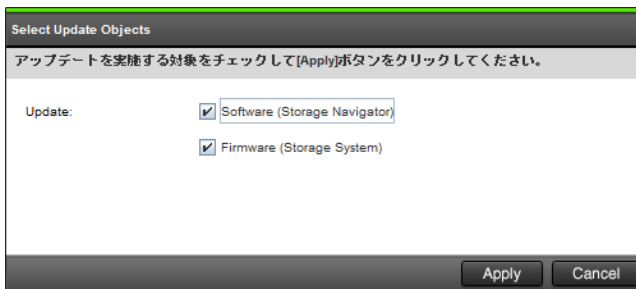 Select Update Objects
アップデートを実施する対象をチェックして[Apply]ボタンをクリックしてください。
Update: Software (Storage Navigator)
Firmware (Storage System)
Apply Cancel